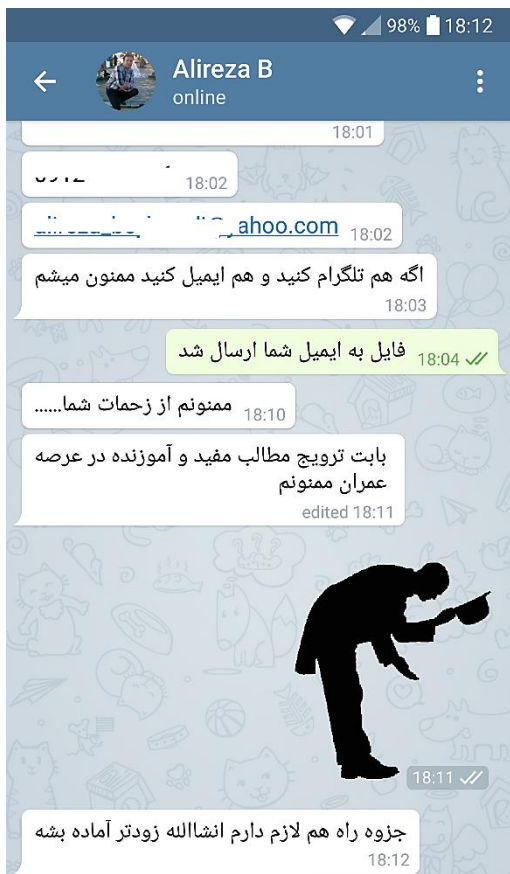 98% 18:12
Alireza B
online
18:01
18:02
ahoo.com 18:02
اگه هم تلگرام کنید و هم ایمیل کنید ممنون میشم
18:03
فایل به ایمیل شما ارسال شد 18:04
ممنونم از زحمات شما...... 18:10
بابت ترویج مطالب مفید و آموزنده در عرصه
عمران ممنونم
edited 18:11
18:11
جزوه راه هم لازم دارم انشاالله زودتر آماده بشه
18:12